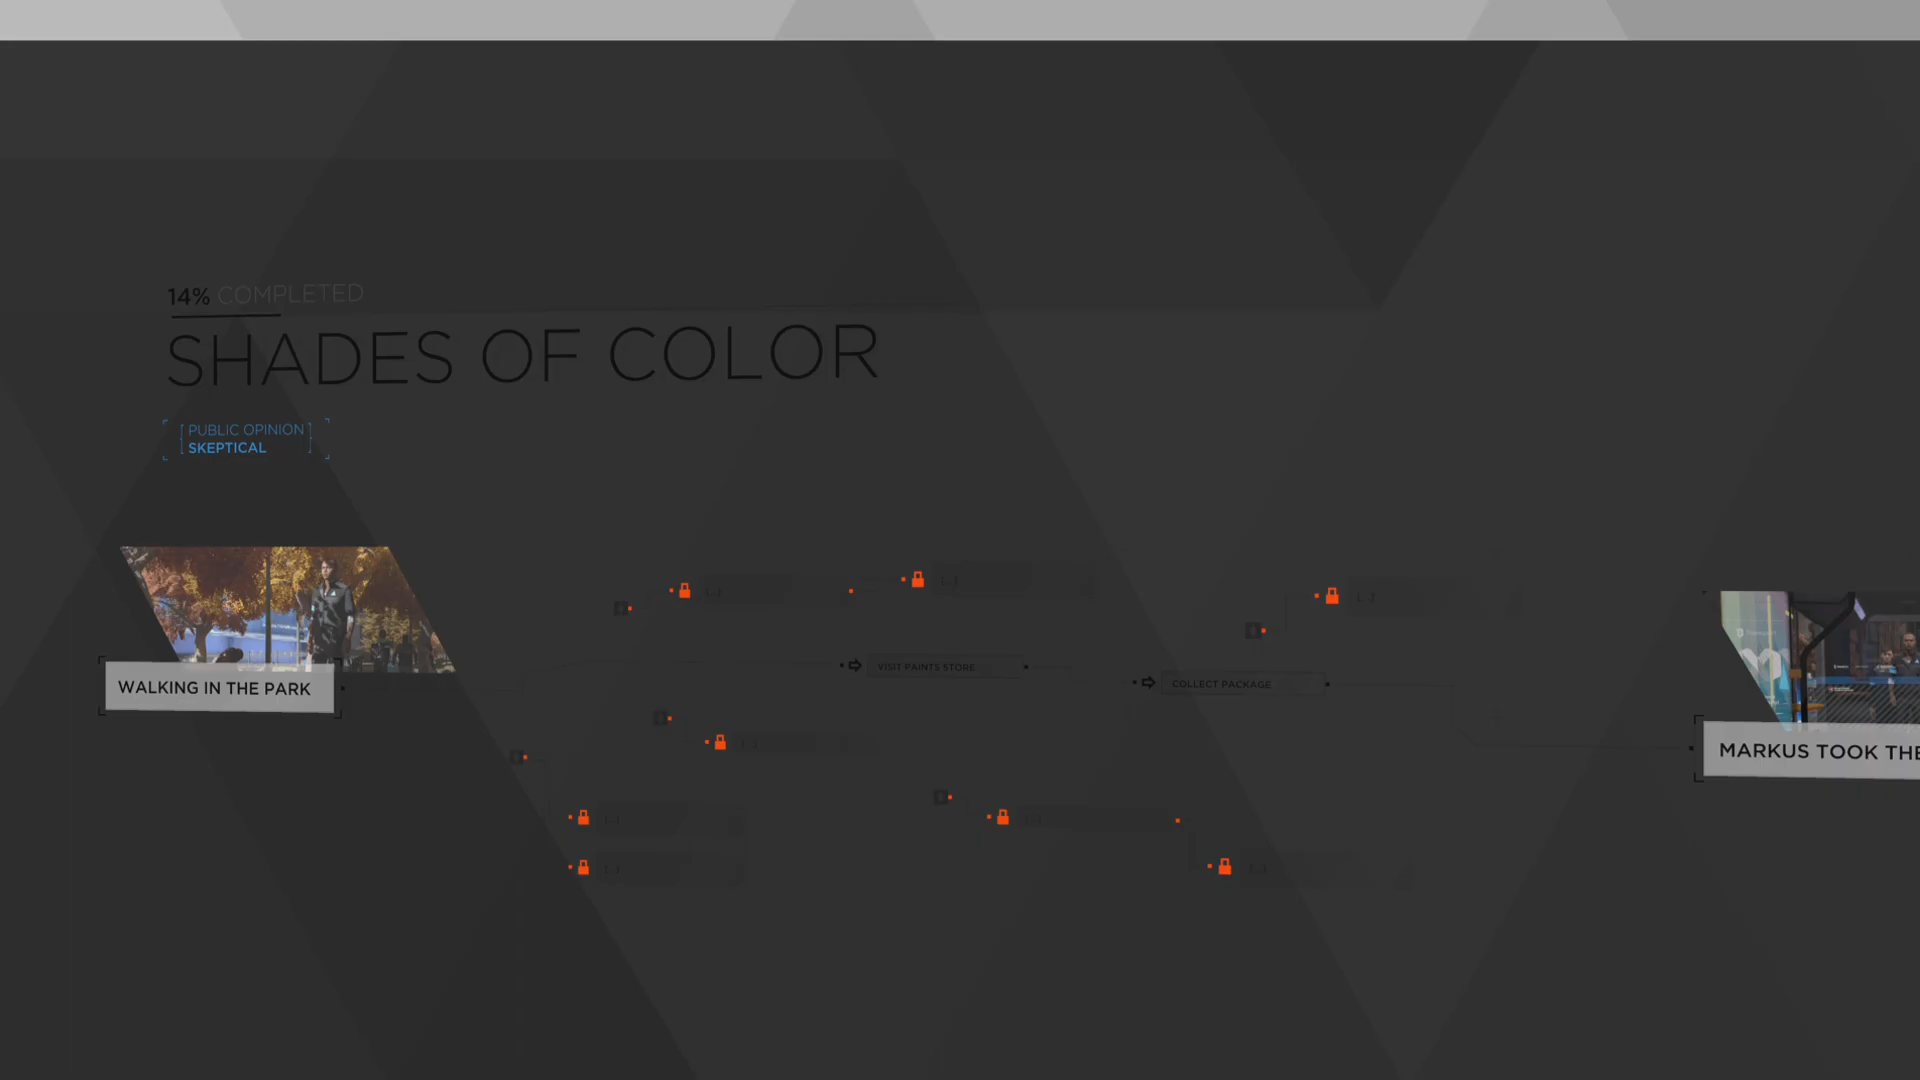 14% COMPLETED
SHADES OF COLOR
PUBLIC OPINION
SKEPTICAL
VISIT PAINTS STORE
COLLECT PACKAGE
WALKING IN THE PARK
MARKUS TOOK THE